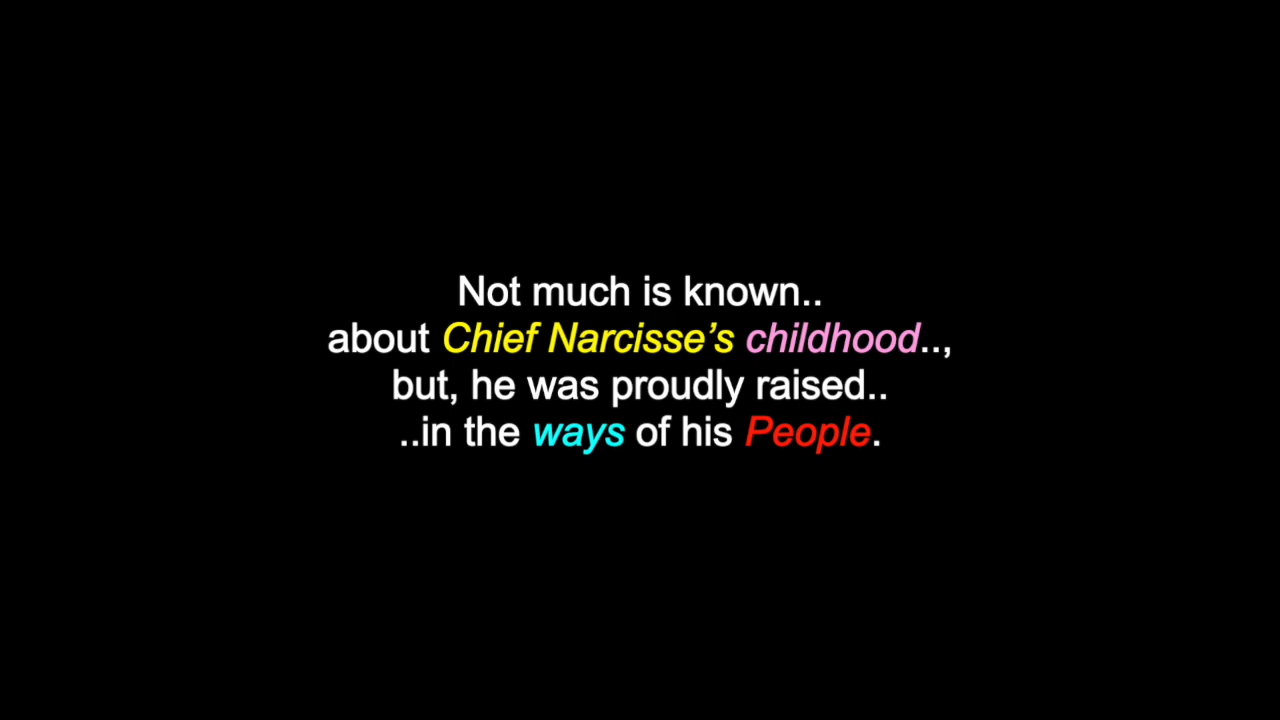 Not much is known..
about Chief Narcisse’s childhood..,
but, he was proudly raised..
..in the ways of his People.